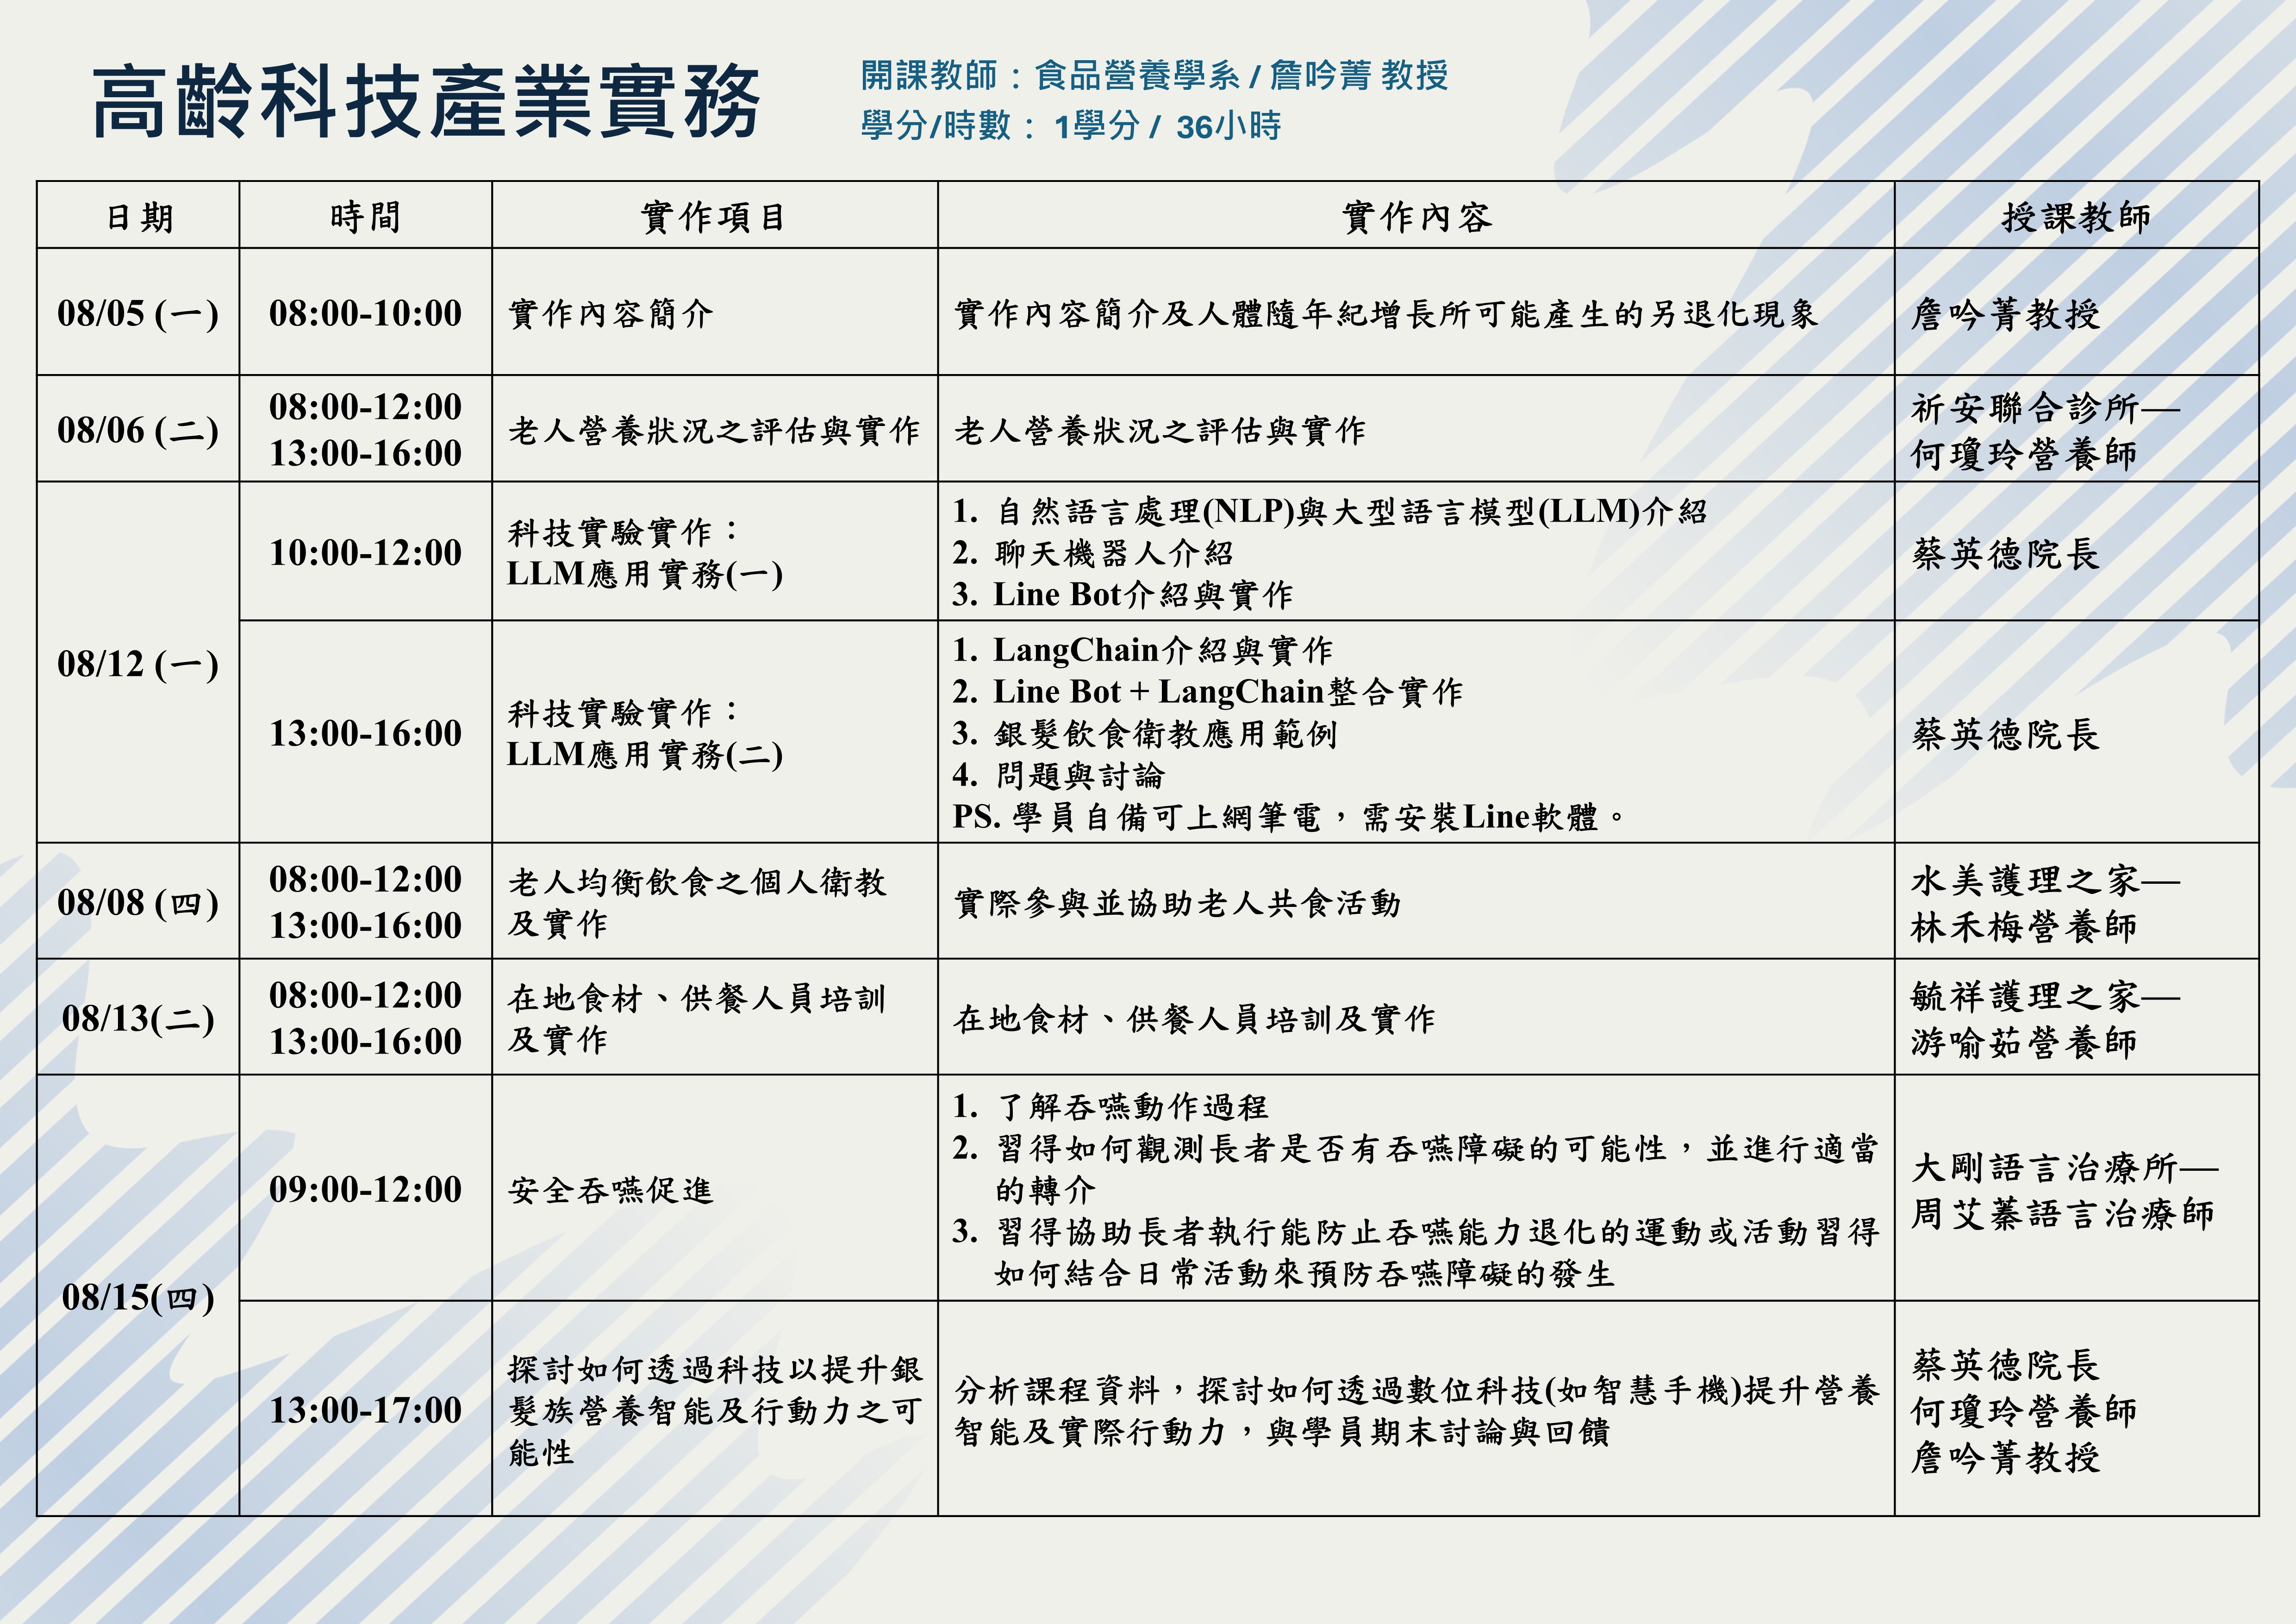 高齡科技產業實務
開課教師：食品營養學系 / 詹吟菁 教授
學分/時數： 1學分 / 36小時
日期 時間 實作項目 實作內容 授課教師
08/05 (一) 08:00-10:00 實作內容簡介 實作內容簡介及人體隨年紀增長所可能產生的另退化現象 詹吟菁教授
08/06 (二)
08:00-12:00
13:00-16:00
老人營養狀況之評估與實作
老人營養狀況之評估與實作
祈安聯合診所—
何瓊玲營養師
08/12 (一)
10:00-12:00
科技實驗實作：
LLM應用實務(一)
1. 自然語言處理(NLP)與大型語言模型(LLM)介紹
2. 聊天機器人介紹
3. Line Bot介紹與實作
蔡英德院長
13:00-16:00
科技實驗實作：
LLM應用實務(二)
1. LangChain介紹與實作
2. Line Bot + LangChain整合實作
3. 銀髮飲食衛教應用範例
4. 問題與討論
PS. 學員自備可上網筆電，需安裝Line軟體。
蔡英德院長
08/08 (四)
08:00-12:00
13:00-16:00
老人均衡飲食之個人衛教
及實作
實際參與並協助老人共食活動
水美護理之家—
林禾梅營養師
08/13(二)
08:00-12:00
13:00-16:00
在地食材、供餐人員培訓
及實作
在地食材、供餐人員培訓及實作
毓祥護理之家—
游喻茹營養師
08/15(四)
09:00-12:00
安全吞嚥促進
1. 了解吞嚥動作過程
2. 習得如何觀測長者是否有吞嚥障礙的可能性，並進行適當
的轉介
3. 習得協助長者執行能防止吞嚥能力退化的運動或活動習得
如何結合日常活動來預防吞嚥障礙的發生
大剛語言治療所—
周艾蓁語言治療師
13:00-17:00
探討如何透過科技以提升銀
髮族營養智能及行動力之可
能性
分析課程資料，探討如何透過數位科技(如智慧手機)提升營養
智能及實際行動力，與學員期末討論與回饋
蔡英德院長
何瓊玲營養師
詹吟菁教授